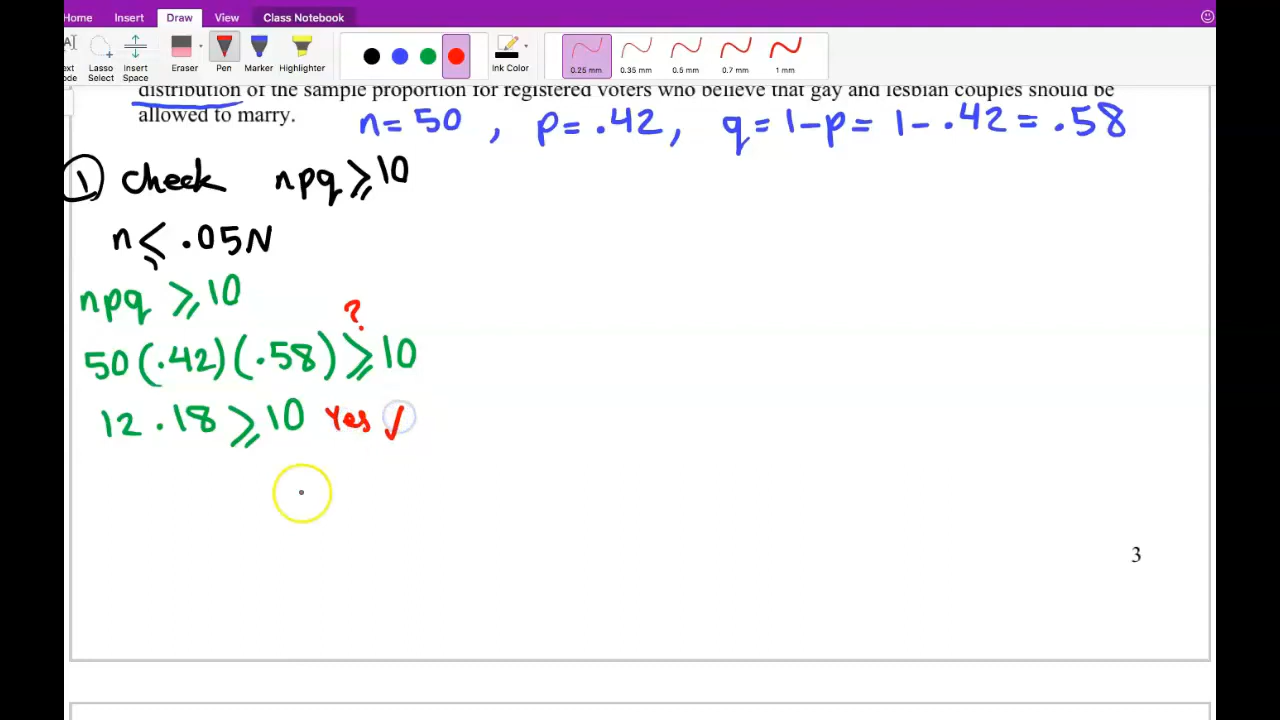 Home Insert Draw View Class Notebook
Lasso Select Insert Space Eraser Pen Marker Highlighter Ink Color 0.25 mm 0.35 mm 0.5 mm 0.7 mm 1 mm
distribution of the sample proportion for registered voters who believe that gay and lesbian couples should be
allowed to marry. n = 50 , p = .42, q = 1-p = 1-.42 = .58
① check npq ≥ 10
n ≤ .05N
npq ≥ 10
?
50(.42)(.58) ≥ 10
12.18 ≥ 10 Yes ✓
3